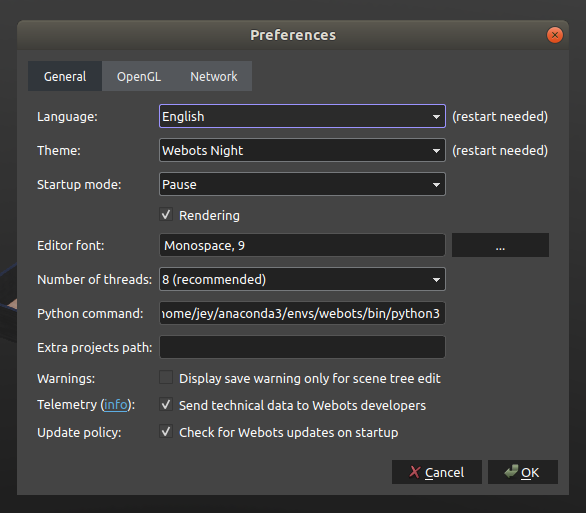 Preferences
General OpenGL Network
Language: English (restart needed)
Theme: Webots Night (restart needed)
Startup mode: Pause
Rendering
Editor font: Monospace, 9 ...
Number of threads: 8 (recommended)
Python command: home/jey/anaconda3/envs/webots/bin/python3
Extra projects path:
Warnings: Display save warning only for scene tree edit
Telemetry (info): Send technical data to Webots developers
Update policy: Check for Webots updates on startup
Cancel OK